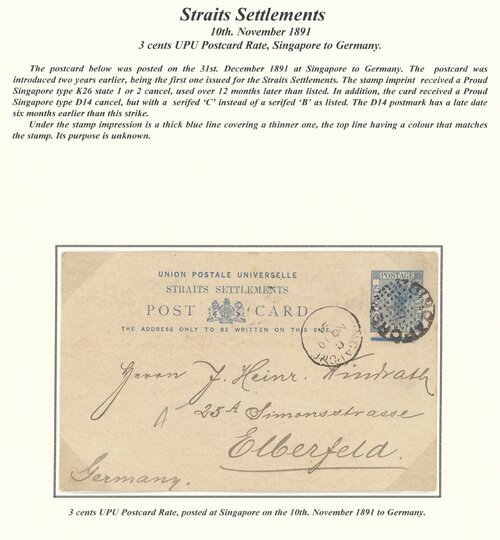 Straits Settlements
10th. November 1891
3 cents UPU Postcard Rate, Singapore to Germany.
The postcard below was posted on the 31st. December 1891 at Singapore to Germany. The postcard was
introduced two years earlier, being the first one issued for the Straits Settlements. The stamp imprint received a Proud
Singapore type K26 state 1 or 2 cancel, used over 12 months later than listed. In addition, the card received a Proud
Singapore type D14 cancel, but with a serifed ‘C’ instead of a serifed ‘B’ as listed. The D14 postmark has a late date
six months earlier than this strike.
Under the stamp impression is a thick blue line covering a thinner one, the top line having a colour that matches
the stamp. Its purpose is unknown.
UNION POSTALE UNIVERSELLE
STRAITS SETTLEMENTS
POST CARD
THE ADDRESS ONLY TO BE WRITTEN ON THIS SIDE
POSTAGE
NO 10
C
Herrn J. Heinr. Windrath
25A Simonsstrasse
Elberfeld.
Germany.
3 cents UPU Postcard Rate, posted at Singapore on the 10th. November 1891 to Germany.